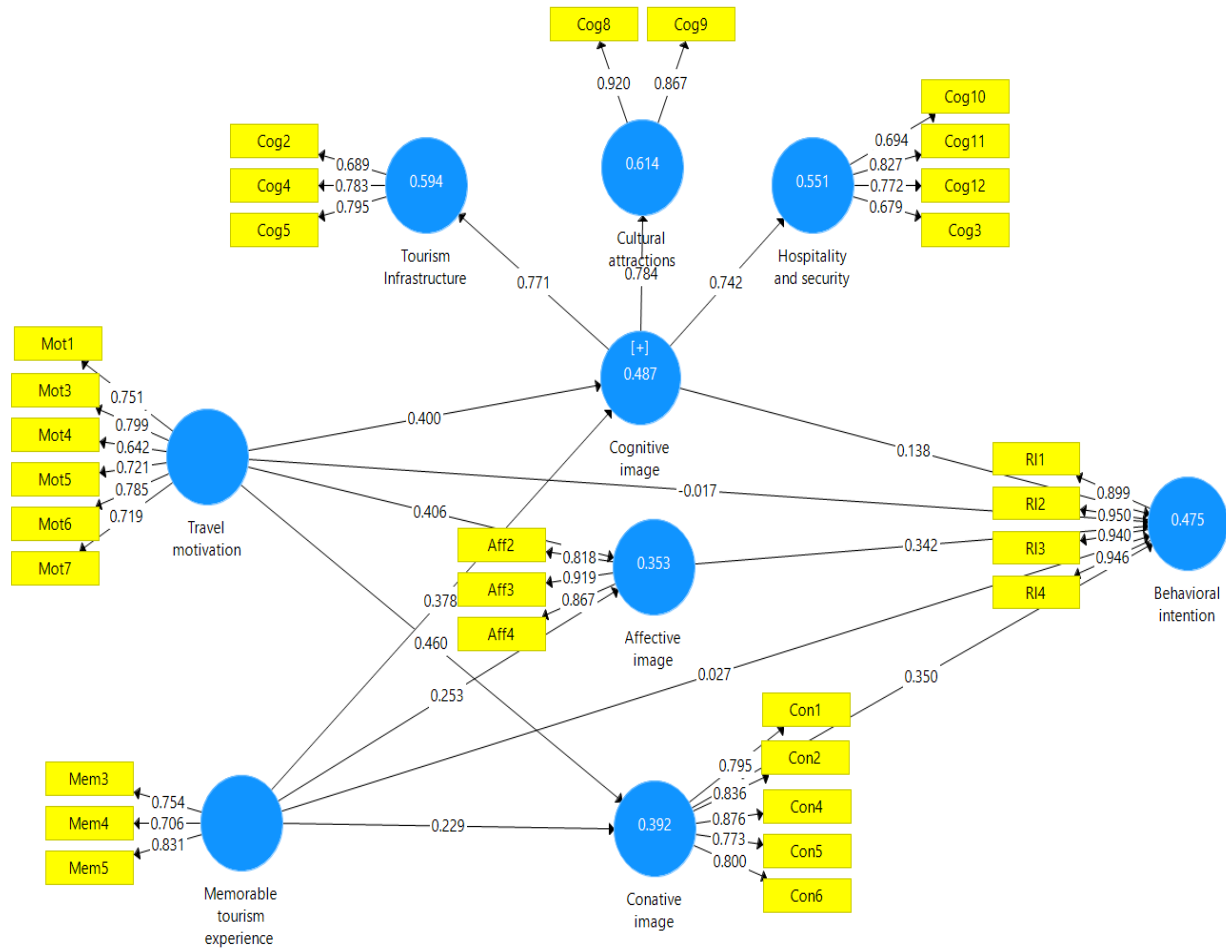 Cog8
Cog9
0.920
0.867
0.614
Cultural
attractions
Cog2
Cog4
Cog5
0.689
0.783
0.795
0.594
Tourism
Infrastructure
Cog10
Cog11
Cog12
Cog3
0.694
0.827
0.772
0.679
0.551
Hospitality
and security
0.771
0.784
0.742
[+]
0.487
Cognitive
image
Mot1
Mot3
Mot4
Mot5
Mot6
Mot7
0.751
0.799
0.642
0.721
0.785
0.719
Travel
motivation
0.400
0.138
-0.017
0.406
0.378
0.460
Aff2
Aff3
Aff4
0.818
0.919
0.867
0.353
Affective
image
0.342
RI1
RI2
RI3
RI4
0.899
0.950
0.940
0.946
0.475
Behavioral
intention
0.253
0.027
0.350
Mem3
Mem4
Mem5
0.754
0.706
0.831
Memorable
tourism
experience
0.229
0.392
Conative
image
Con1
Con2
Con4
Con5
Con6
0.795
0.836
0.876
0.773
0.800